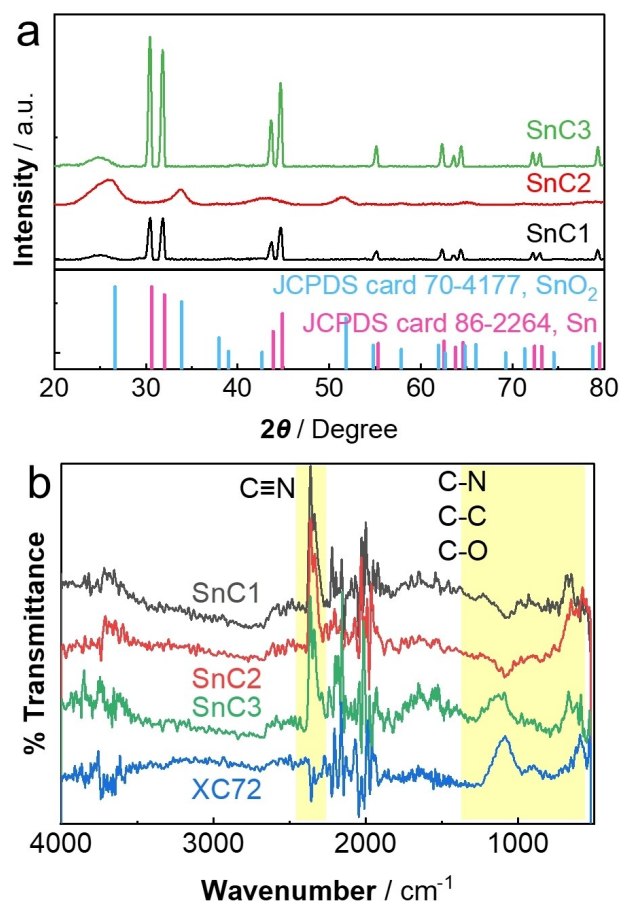 a
Intensity / a.u.
SnC3
SnC2
SnC1
JCPDS card 70-4177, SnO₂
JCPDS card 86-2264, Sn
20 30 40 50 60 70 80
2θ / Degree
b
% Transmittance
C≡N
C-N
C-C
C-O
SnC1
SnC2
SnC3
XC72
4000 3000 2000 1000
Wavenumber / cm⁻¹